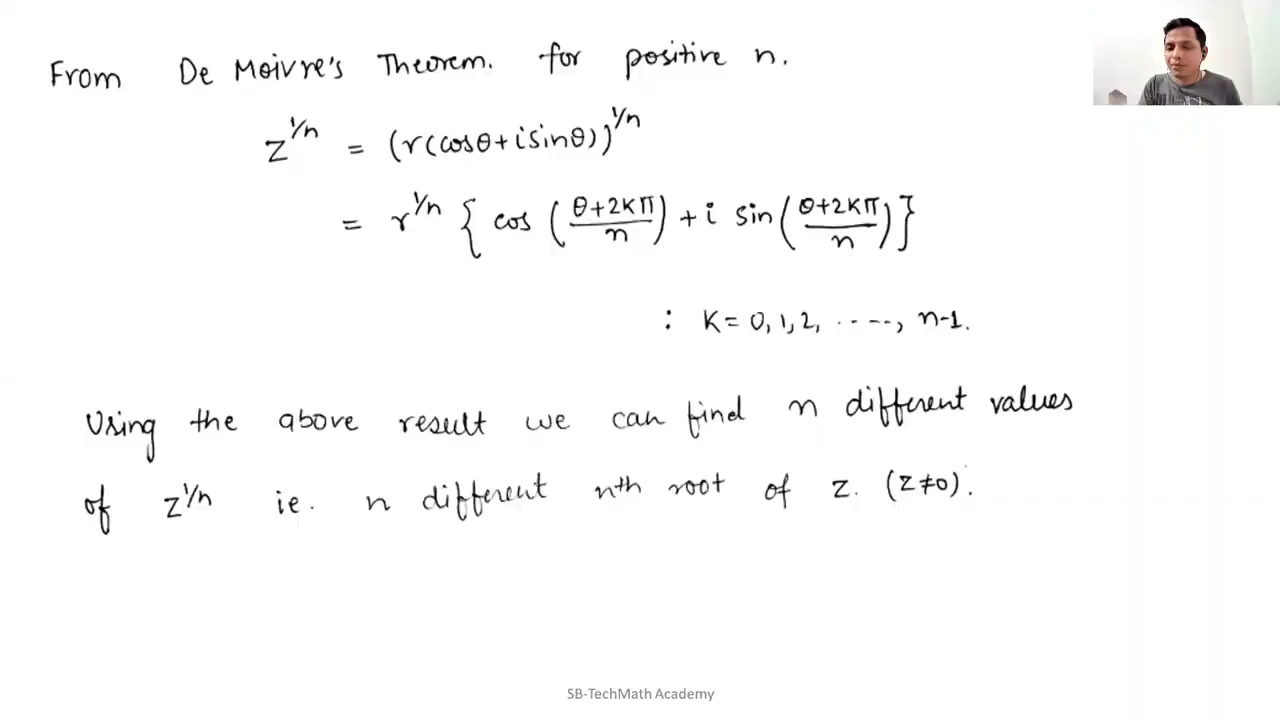 From De Moivre's Theorem. for positive n.
z^{1/n} = (r(cosθ+isinθ))^{1/n}
= r^{1/n} { cos ((θ+2Kπ)/n) + i sin ((θ+2Kπ)/n) }
: K = 0, 1, 2, ....., n-1.
Using the above result we can find n different values
of z^{1/n} ie. n different nth root of z. (z≠0).
SB-TechMath Academy